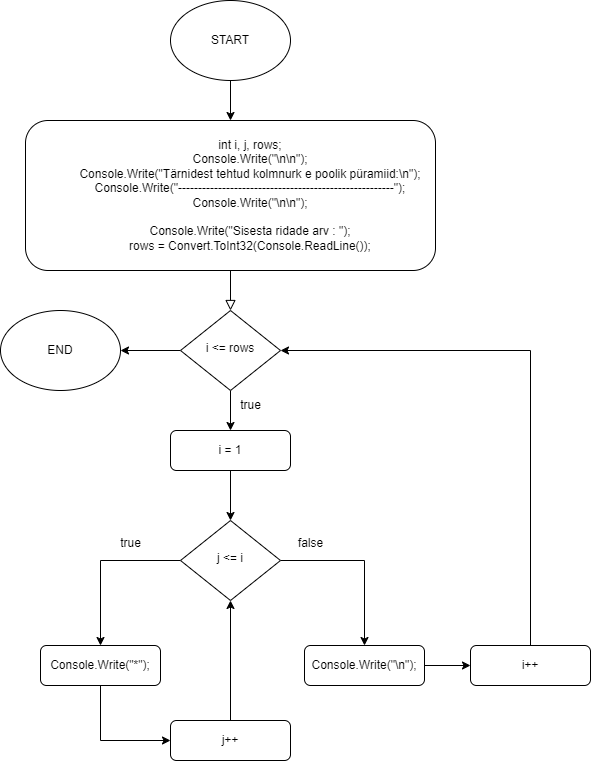 START
int i, j, rows;
Console.Write("\n\n");
Console.Write("Tärnidest tehtud kolmnurk e poolik püramiid:\n");
Console.Write("------------------------------------------------------");
Console.Write("\n\n");
Console.Write("Sisesta ridade arv : ");
rows = Convert.ToInt32(Console.ReadLine());
END
i <= rows
true
i = 1
true
false
j <= i
Console.Write("*");
Console.Write("\n");
i++
j++